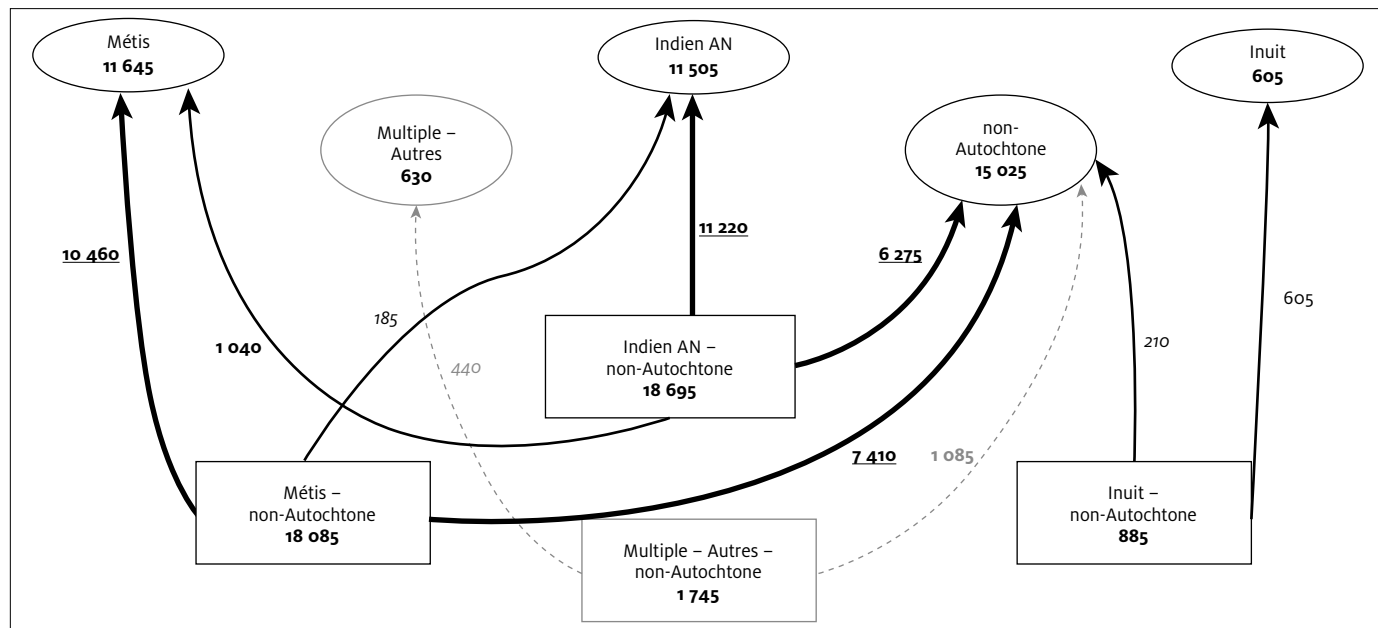 Métis
11 645
Indien AN
11 505
Inuit
605
Multiple –
Autres
630
non-
Autochtone
15 025
10 460
11 220
6 275
605
185
1 040
440
210
Indien AN –
non-Autochtone
18 695
7 410
1 085
Métis –
non-Autochtone
18 085
Inuit –
non-Autochtone
885
Multiple – Autres –
non-Autochtone
1 745